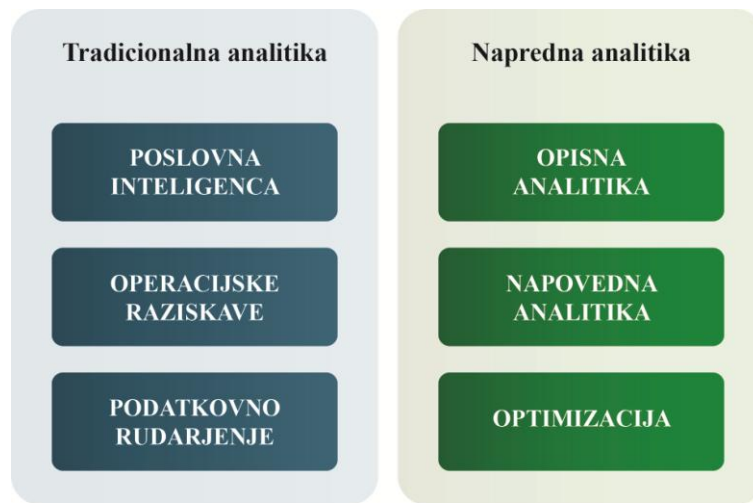 Tradicionalna analitika
POSLOVNA
INTELIGENCA
OPERACIJSKE
RAZISKAVE
PODATKOVNO
RUDARJENJE
Napredna analitika
OPISNA
ANALITIKA
NAPOVEDNA
ANALITIKA
OPTIMIZACIJA